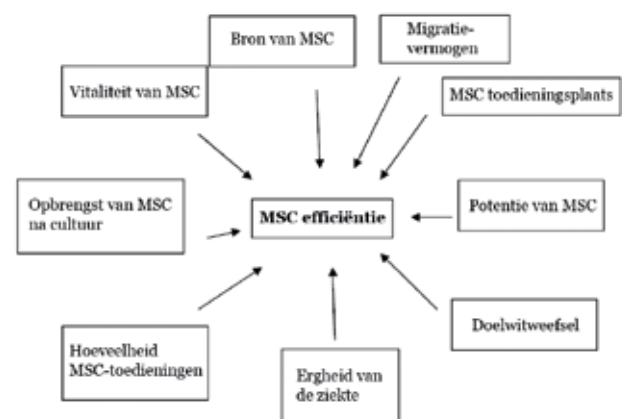 Bron van MSC
Migratie-
vermogen
Vitaliteit van MSC
MSC toedieningsplaats
Opbrengst van MSC
na cultuur
MSC efficiëntie
Potentie van MSC
Doelwitweefsel
Hoeveelheid
MSC-toedieningen
Ergheid van
de ziekte